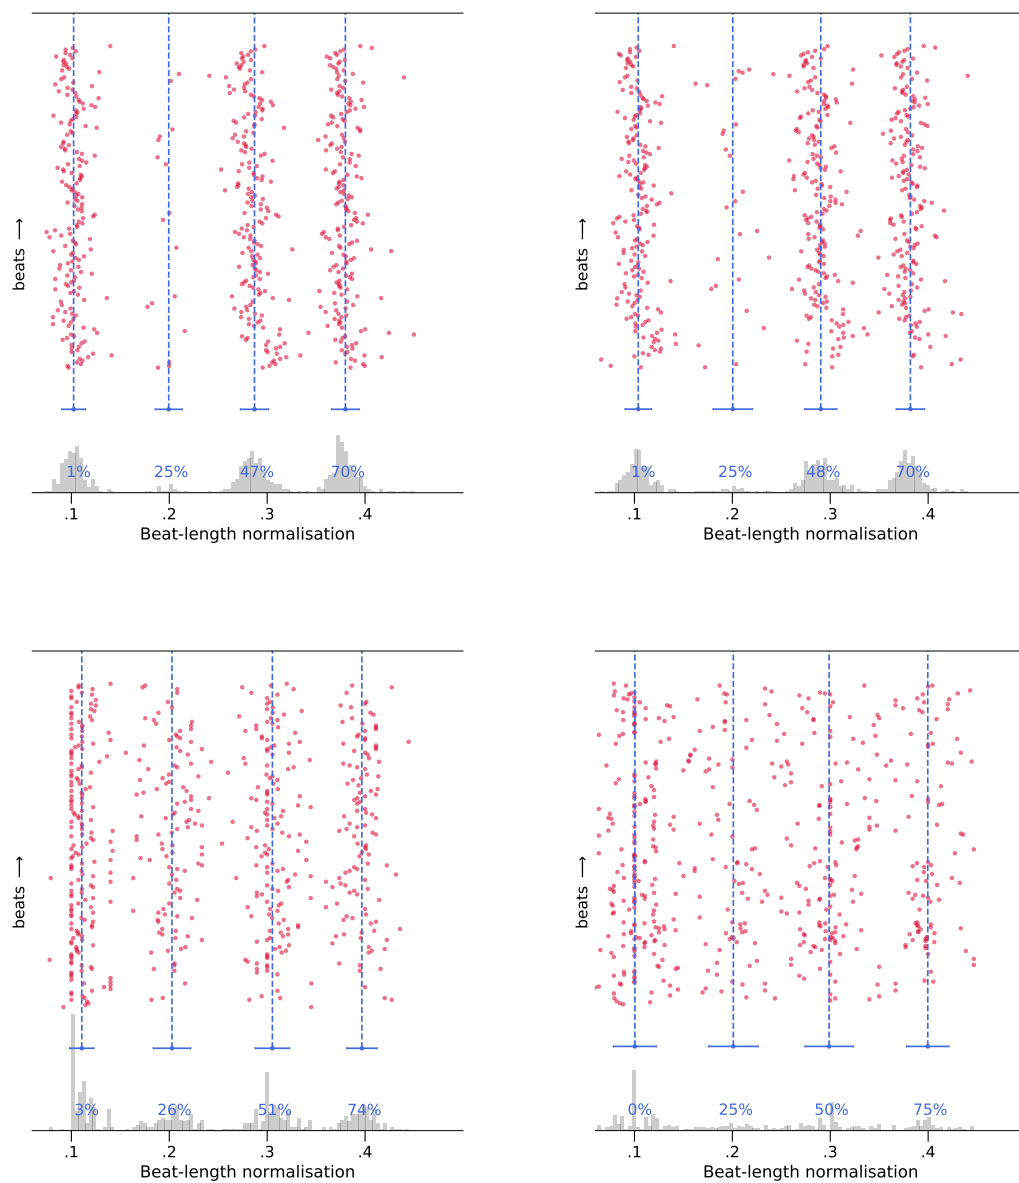 beats →
1% 25% 47% 70%
.1 .2 .3 .4
Beat-length normalisation
beats →
1% 25% 48% 70%
.1 .2 .3 .4
Beat-length normalisation
beats →
3% 26% 51% 74%
.1 .2 .3 .4
Beat-length normalisation
beats →
0% 25% 50% 75%
.1 .2 .3 .4
Beat-length normalisation